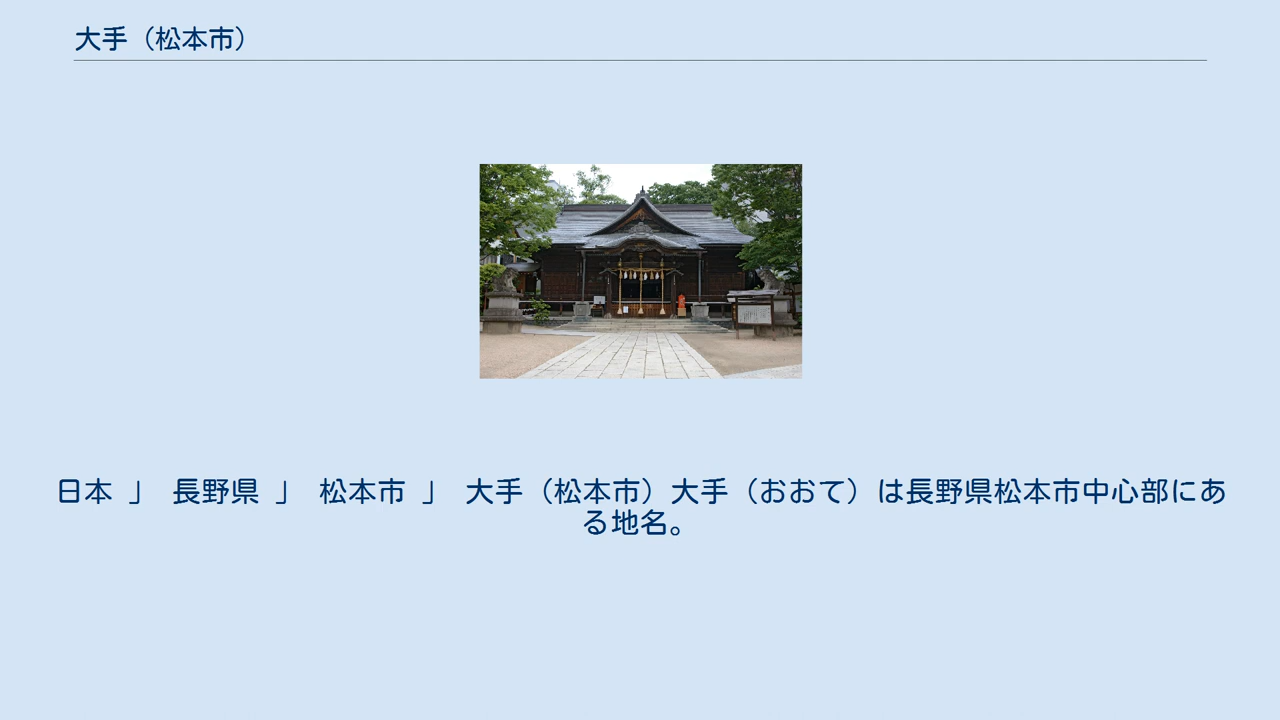 大手（松本市）
日本 」 長野県 」 松本市 」 大手（松本市）大手（おおて）は長野県松本市中心部にあ
る地名。